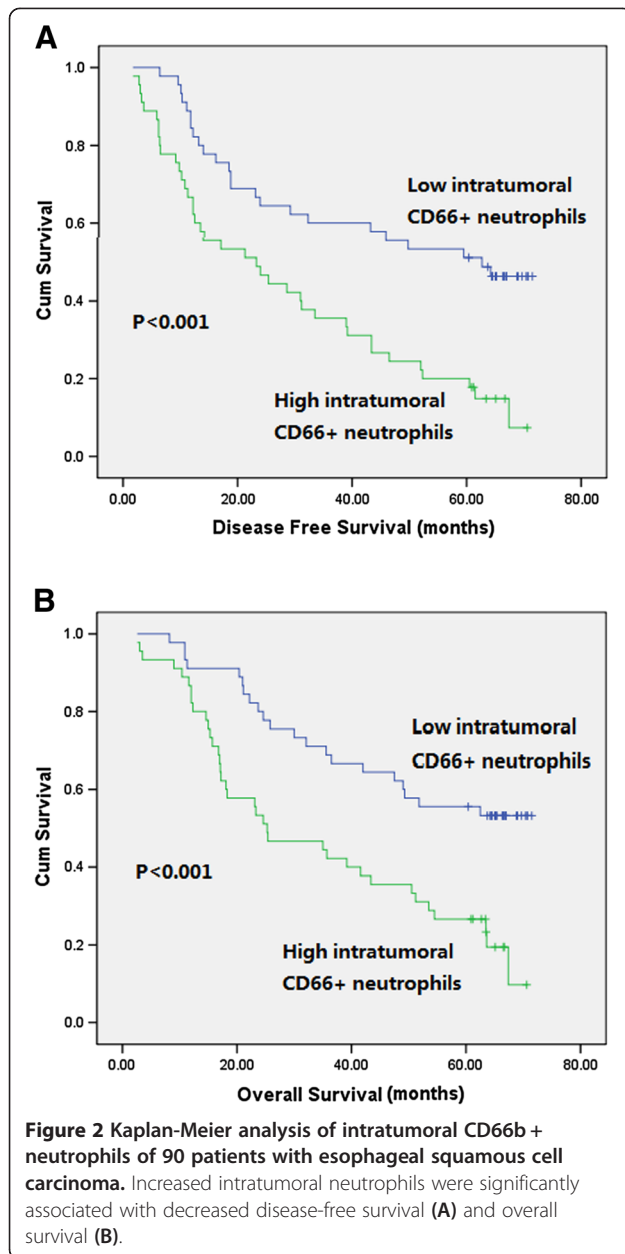 A
1.0
0.8
0.6
0.4
0.2
0.0
Cum Survival
Low intratumoral
CD66+ neutrophils
P<0.001
High intratumoral
CD66+ neutrophils
0.00 20.00 40.00 60.00 80.00
Disease Free Survival (months)
B
1.0
0.8
0.6
0.4
0.2
0.0
Cum Survival
Low intratumoral
CD66+ neutrophils
P<0.001
High intratumoral
CD66+ neutrophils
0.00 20.00 40.00 60.00 80.00
Overall Survival (months)
Figure 2 Kaplan-Meier analysis of intratumoral CD66b +
neutrophils of 90 patients with esophageal squamous cell
carcinoma. Increased intratumoral neutrophils were significantly
associated with decreased disease-free survival (A) and overall
survival (B).